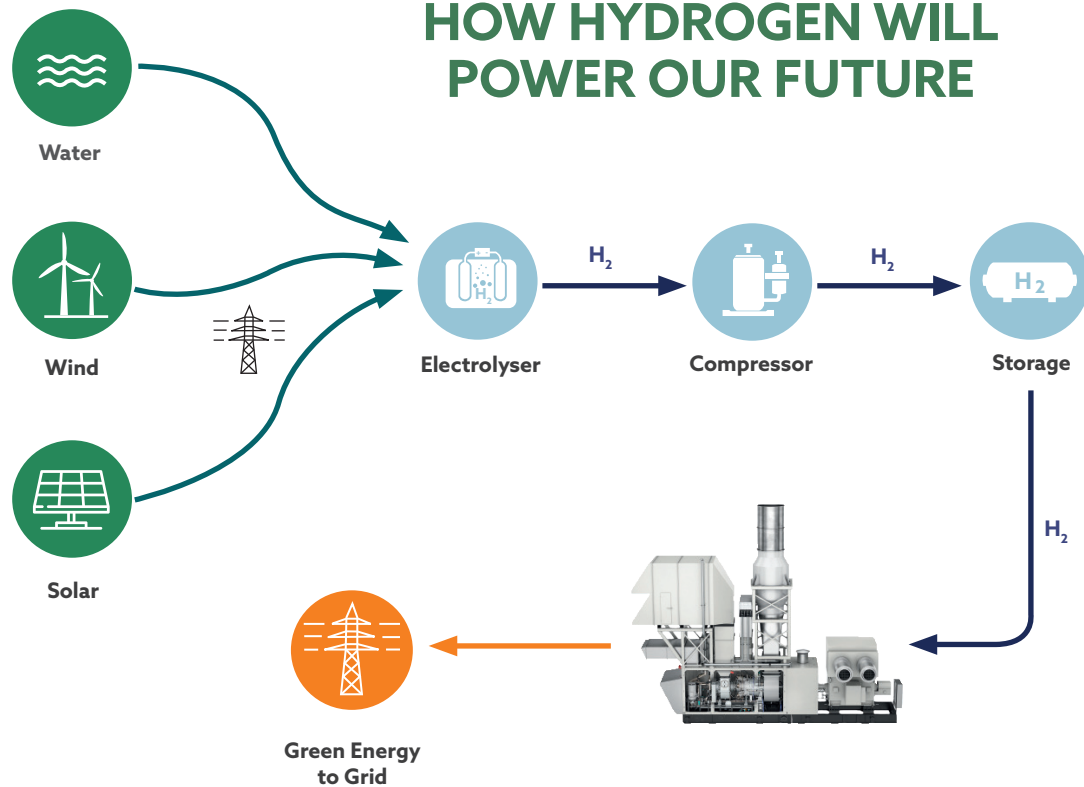 HOW HYDROGEN WILL
POWER OUR FUTURE
Water
Wind
Solar
H₂
Electrolyser
H₂
Compressor
H₂
H₂
Storage
H₂
Green Energy
to Grid